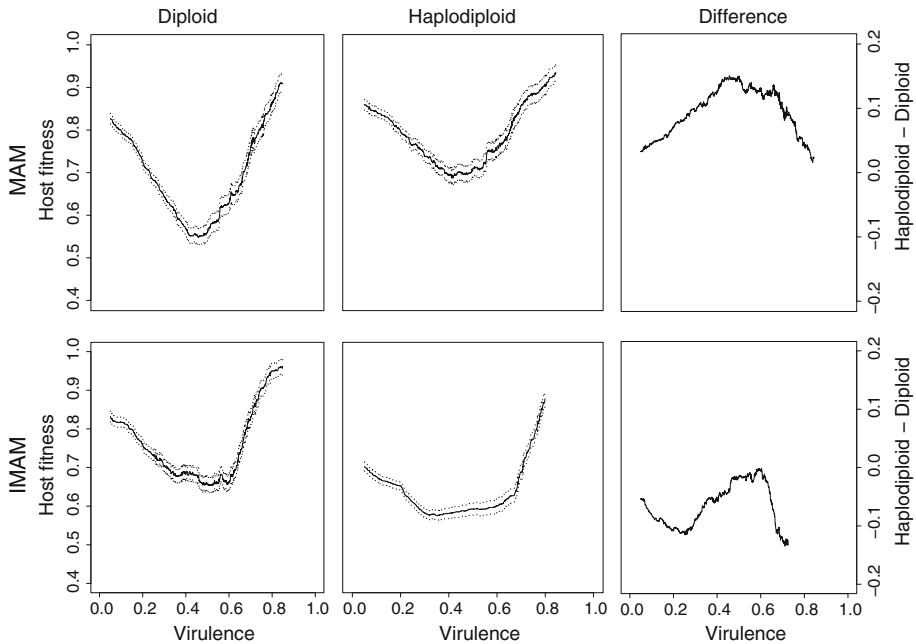 Diploid Haplodiploid Difference
MAM
Host fitness
0.4 0.5 0.6 0.7 0.8 0.9 1.0
−0.2 −0.1 0.0 0.1 0.2
Haplodiploid − Diploid
IMAM
Host fitness
0.4 0.5 0.6 0.7 0.8 0.9 1.0
−0.2 −0.1 0.0 0.1 0.2
Haplodiploid − Diploid
0.0 0.2 0.4 0.6 0.8 1.0
0.0 0.2 0.4 0.6 0.8 1.0
0.0 0.2 0.4 0.6 0.8 1.0
Virulence Virulence Virulence